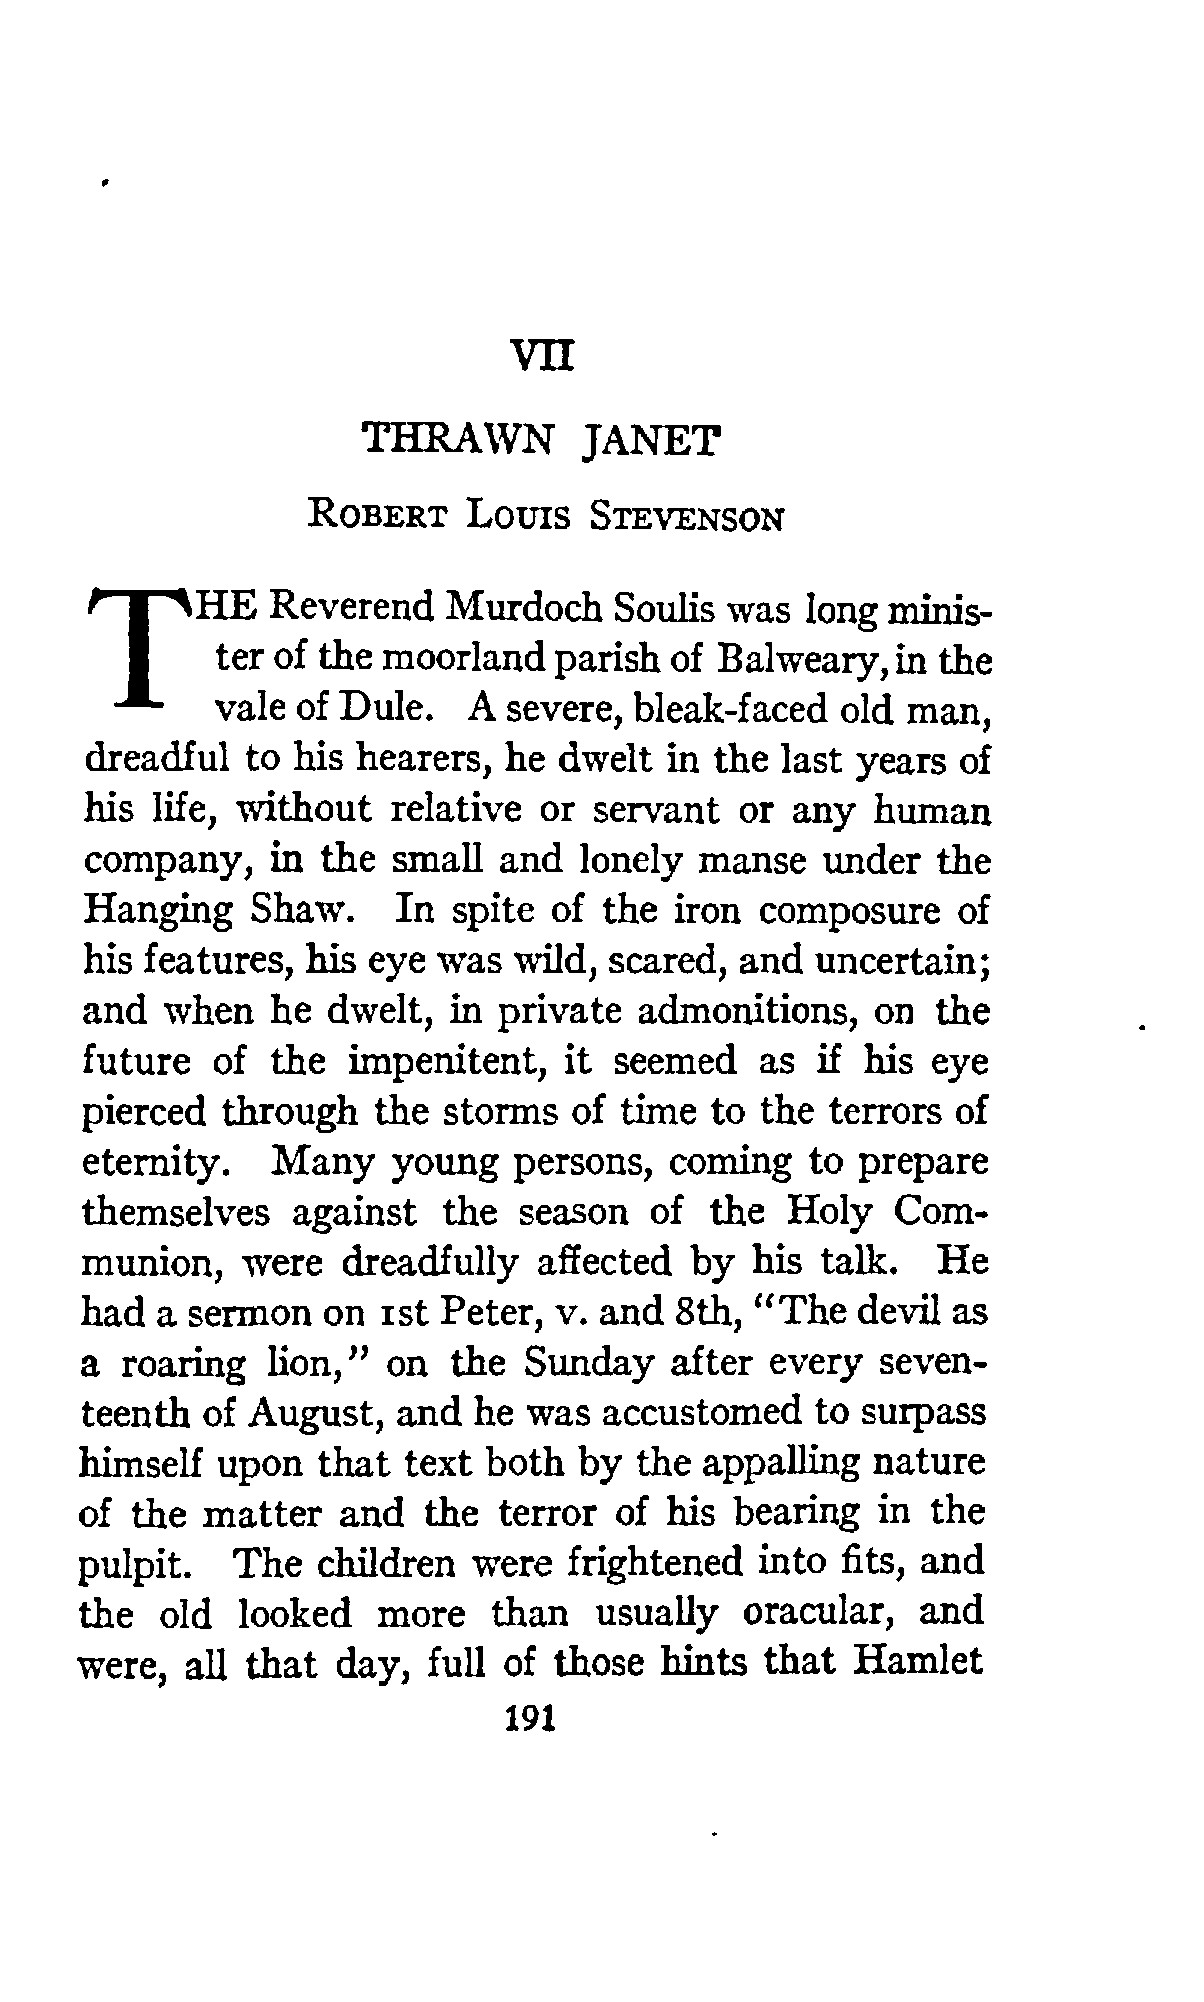 VII
THRAWN JANET
ROBERT LOUIS STEVENSON
THE Reverend Murdoch Soulis was long minis-
ter of the moorland parish of Balweary, in the
vale of Dule. A severe, bleak-faced old man,
dreadful to his hearers, he dwelt in the last years of
his life, without relative or servant or any human
company, in the small and lonely manse under the
Hanging Shaw. In spite of the iron composure of
his features, his eye was wild, scared, and uncertain;
and when he dwelt, in private admonitions, on the
future of the impenitent, it seemed as if his eye
pierced through the storms of time to the terrors of
eternity. Many young persons, coming to prepare
themselves against the season of the Holy Com-
munion, were dreadfully affected by his talk. He
had a sermon on 1st Peter, v. and 8th, "The devil as
a roaring lion," on the Sunday after every seven-
teenth of August, and he was accustomed to surpass
himself upon that text both by the appalling nature
of the matter and the terror of his bearing in the
pulpit. The children were frightened into fits, and
the old looked more than usually oracular, and
were, all that day, full of those hints that Hamlet
191